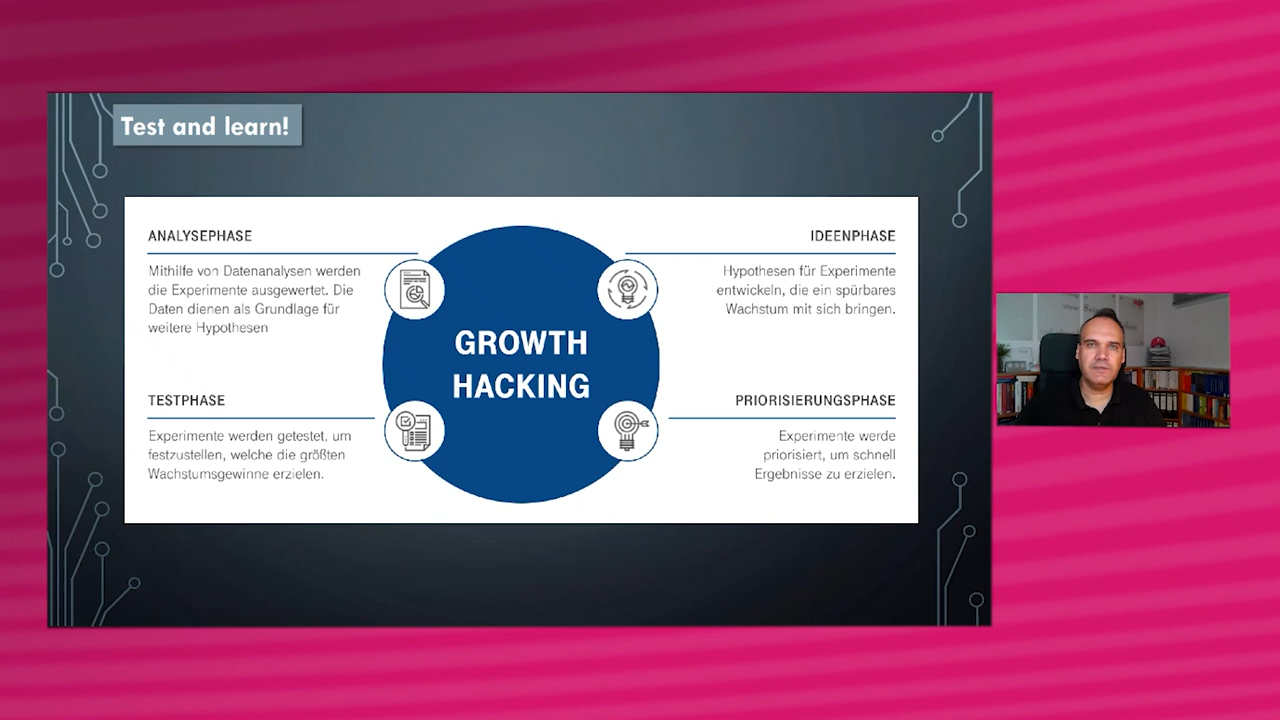 Test and learn!
ANALYSEPHASE
Mithilfe von Datenanalysen werden
die Experimente ausgewertet. Die
Daten dienen als Grundlage für
weitere Hypothesen
IDEENPHASE
Hypothesen für Experimente
entwickeln, die ein spürbares
Wachstum mit sich bringen.
GROWTH
HACKING
TESTPHASE
Experimente werden getestet, um
festzustellen, welche die größten
Wachstumsgewinne erzielen.
PRIORISIERUNGSPHASE
Experimente werde
priorisiert, um schnell
Ergebnisse zu erzielen.